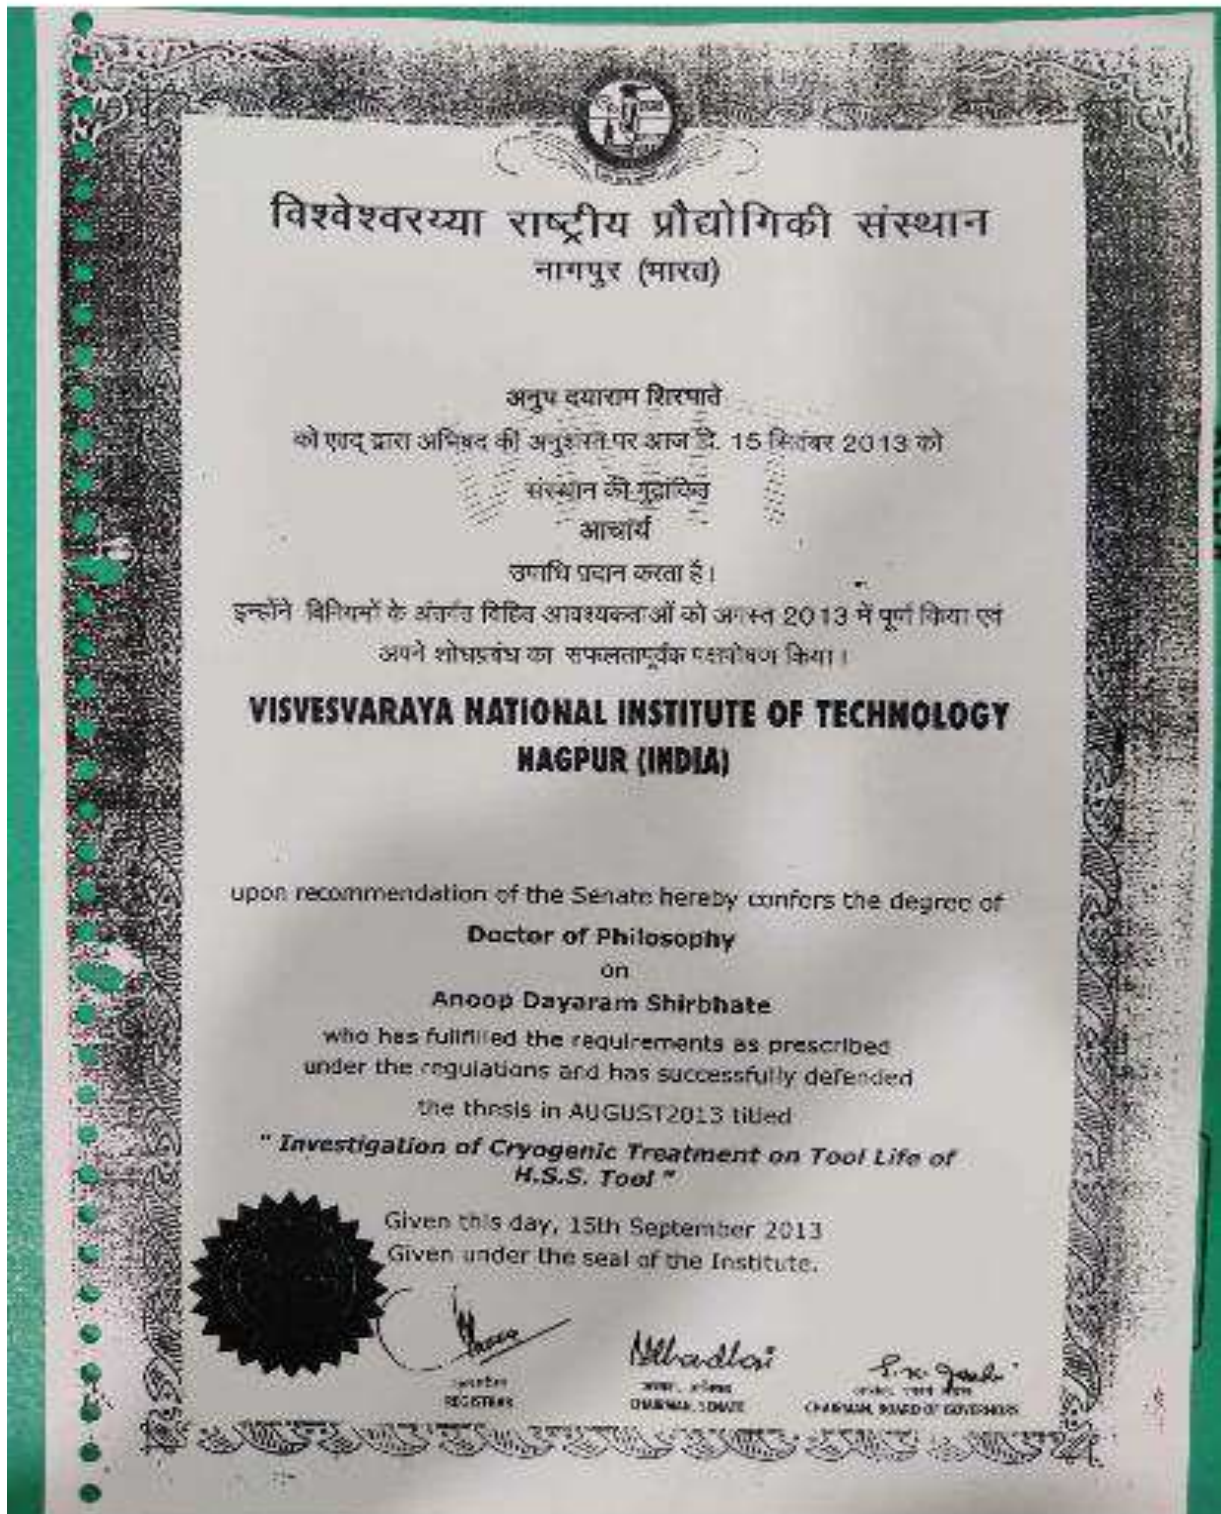 विश्वेश्वरय्या राष्ट्रीय प्रौद्योगिकी संस्थान
नागपुर (भारत)
अनुप दयाराम शिरभाते
को एतद् द्वारा अभिषद की अनुशंसा पर आज दि. 15 सितंबर 2013 को
संस्थान की मुद्रांकित
आचार्य
उपाधि प्रदान करता है।
इन्होंने विनियमों के अंतर्गत विहित आवश्यकताओं को अगस्त 2013 में पूर्ण किया एवं
अपने शोधप्रबंध का सफलतापूर्वक पक्षपोषण किया।
VISVESVARAYA NATIONAL INSTITUTE OF TECHNOLOGY
NAGPUR (INDIA)
upon recommendation of the Senate hereby confers the degree of
Doctor of Philosophy
on
Anoop Dayaram Shirbhate
who has fullfilled the requirements as prescribed
under the regulations and has successfully defended
the thesis in AUGUST2013 titled
" Investigation of Cryogenic Treatment on Tool Life of
H.S.S. Tool "
Given this day, 15th September 2013
Given under the seal of the Institute.
REGISTRAR
CHAIRMAN, SENATE
CHAIRMAN, BOARD OF GOVERNORS